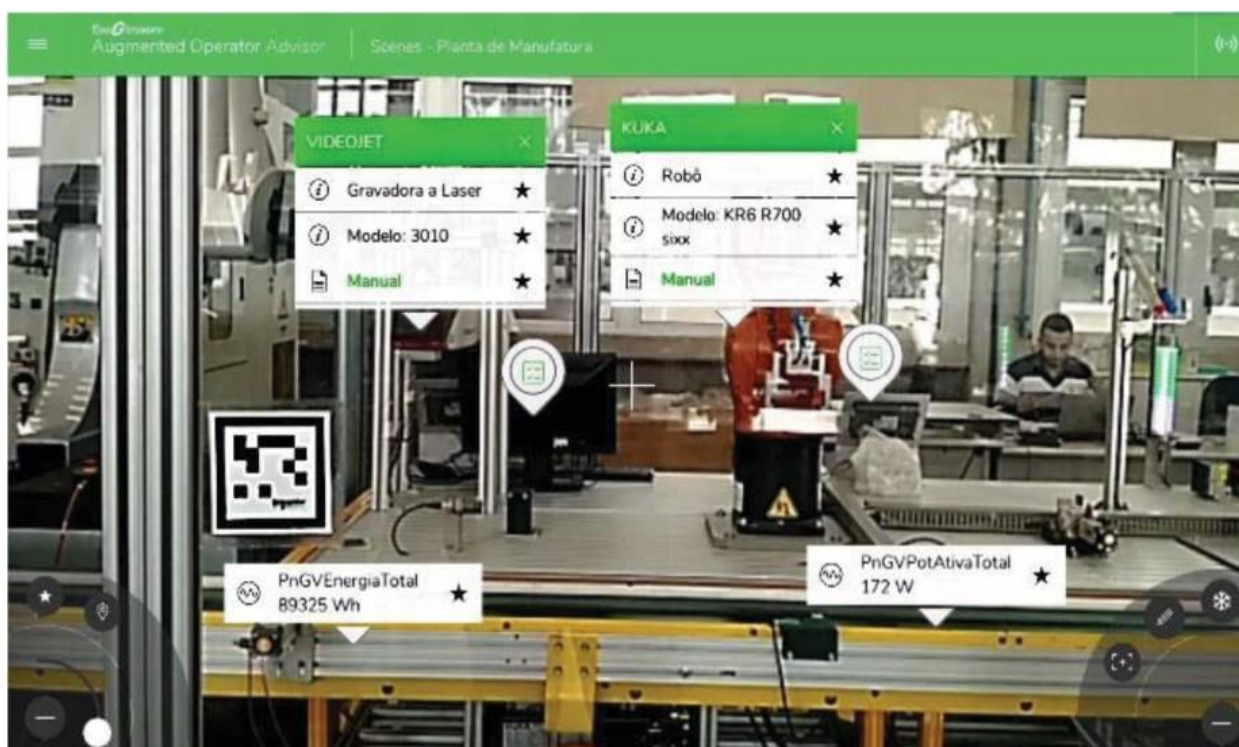 Augmented Operator Advisor
Scenes - Planta de Manufatura
VIDEOJET
Gravadora a Laser
Modelo: 3010
Manual
KUKA
Robô
Modelo: KR6 R700
sixx
Manual
PnGVEnergiaTotal
89325 Wh
PnGVPotAtivaTotal
172 W